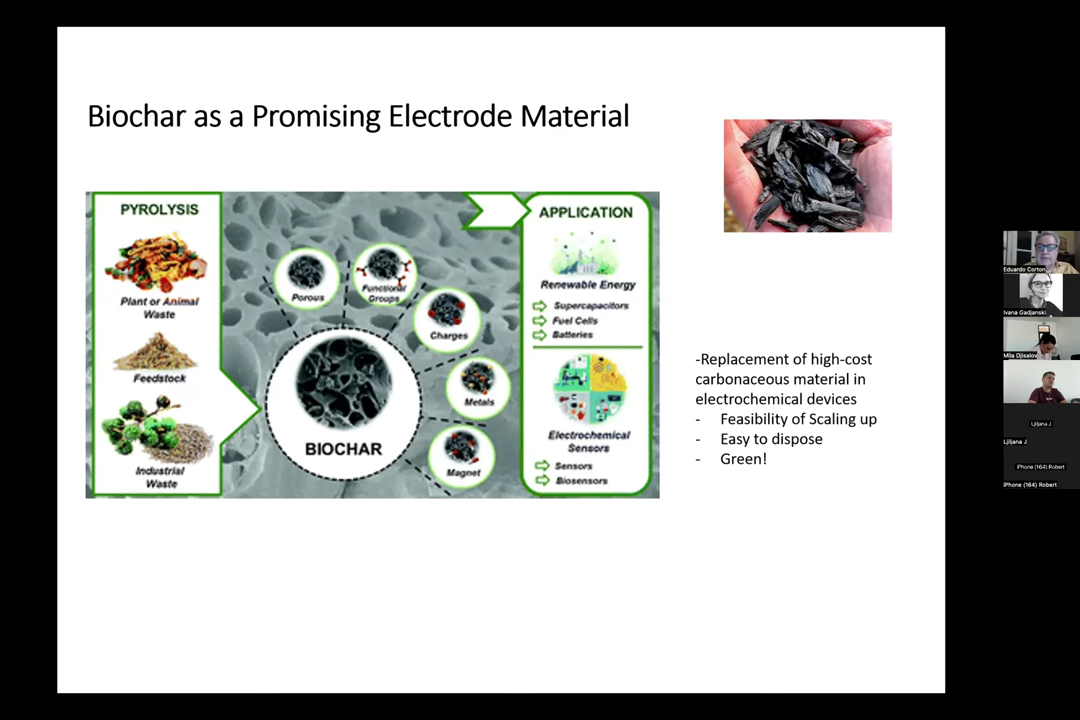 Biochar as a Promising Electrode Material
PYROLYSIS
Plant or Animal
Waste
Feedstock
Industrial
Waste
Porous
Functional
Groups
Charges
Metals
Magnet
BIOCHAR
APPLICATION
Renewable Energy
Supercapacitors
Fuel Cells
Batteries
Electrochemical
Sensors
Sensors
Biosensors
-Replacement of high-cost
carbonaceous material in
electrochemical devices
- Feasibility of Scaling up
- Easy to dispose
- Green!
Eduardo Corton
Ivana Gadjanski
Mila Djisalov
Ljiljana J
Ljiljana J
iPhone (164) Robert
iPhone (164) Robert